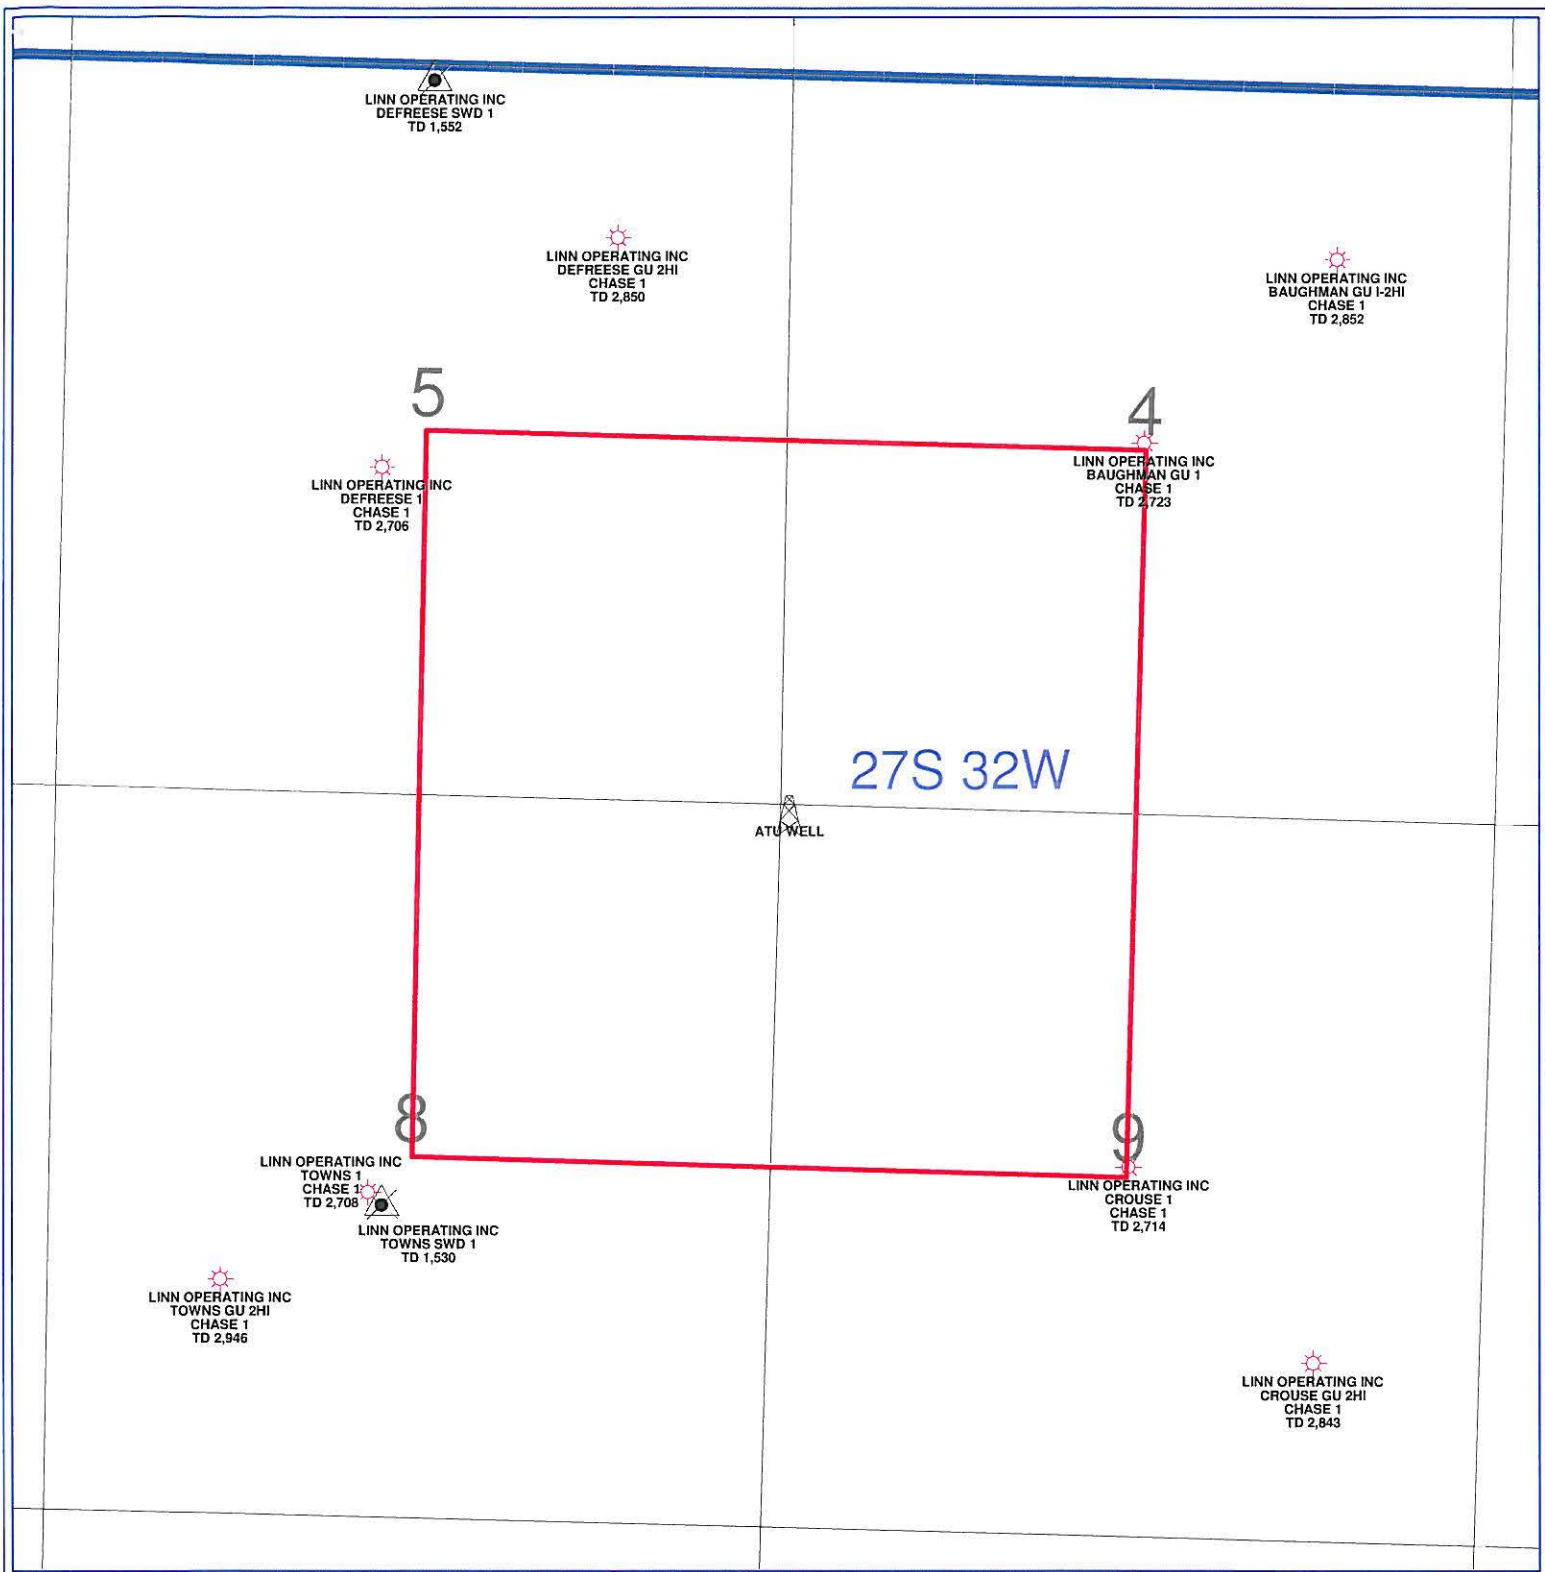 LINN OPERATING INC
DEFREESE SWD 1
TD 1,552
LINN OPERATING INC
DEFREESE GU 2HI
CHASE 1
TD 2,850
LINN OPERATING INC
BAUGHMAN GU I-2HI
CHASE 1
TD 2,852
5
4
LINN OPERATING INC
DEFREESE 1
CHASE 1
TD 2,706
LINN OPERATING INC
BAUGHMAN GU 1
CHASE 1
TD 2,723
27S 32W
ATU WELL
8
9
LINN OPERATING INC
TOWNS 1
CHASE 1
TD 2,708
LINN OPERATING INC
TOWNS SWD 1
TD 1,530
LINN OPERATING INC
CROUSE 1
CHASE 1
TD 2,714
LINN OPERATING INC
TOWNS GU 2HI
CHASE 1
TD 2,946
LINN OPERATING INC
CROUSE GU 2HI
CHASE 1
TD 2,843